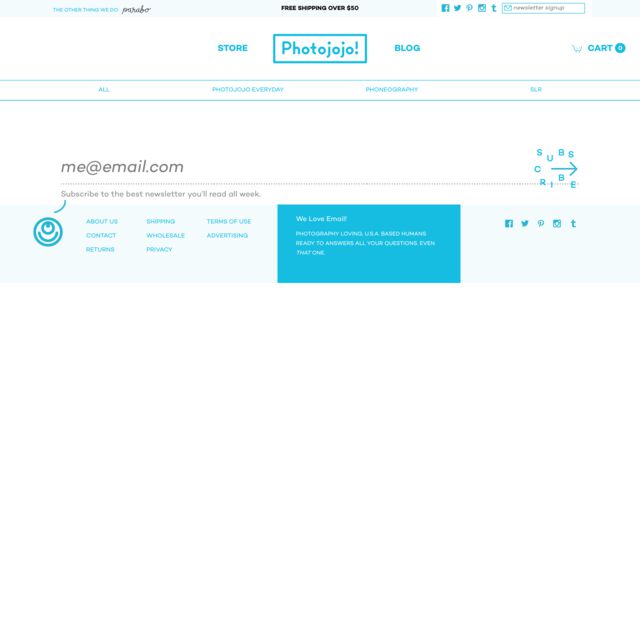 THE OTHER THING WE DO parabo
FREE SHIPPING OVER $50
newsletter signup
STORE
Photojojo!
BLOG
CART 0
ALL
PHOTOJOJO EVERYDAY
PHONEOGRAPHY
SLR
me@email.com
SUBSCRIBE
Subscribe to the best newsletter you'll read all week.
ABOUT US
SHIPPING
TERMS OF USE
CONTACT
WHOLESALE
ADVERTISING
RETURNS
PRIVACY
We Love Email!
PHOTOGRAPHY LOVING, U.S.A. BASED HUMANS
READY TO ANSWERS ALL YOUR QUESTIONS. EVEN
THAT ONE.